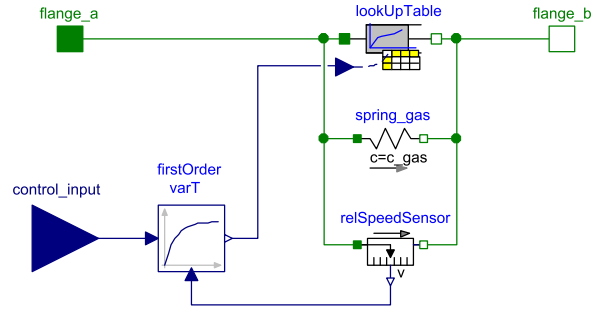 flange_a
lookUpTable
flange_b
spring_gas
c=c_gas
firstOrder
varT
control_input
relSpeedSensor
v